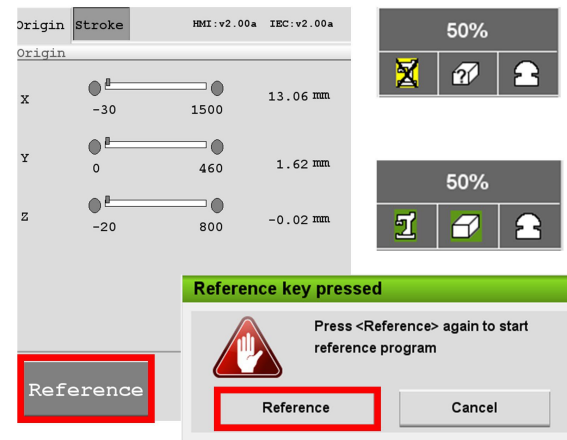 Origin Stroke HMI:v2.00a IEC:v2.00a
Origin
X -30 1500 13.06 mm
Y 0 460 1.62 mm
Z -20 800 -0.02 mm
Reference
50%
?
50%
Reference key pressed
Press <Reference> again to start
reference program
Reference Cancel